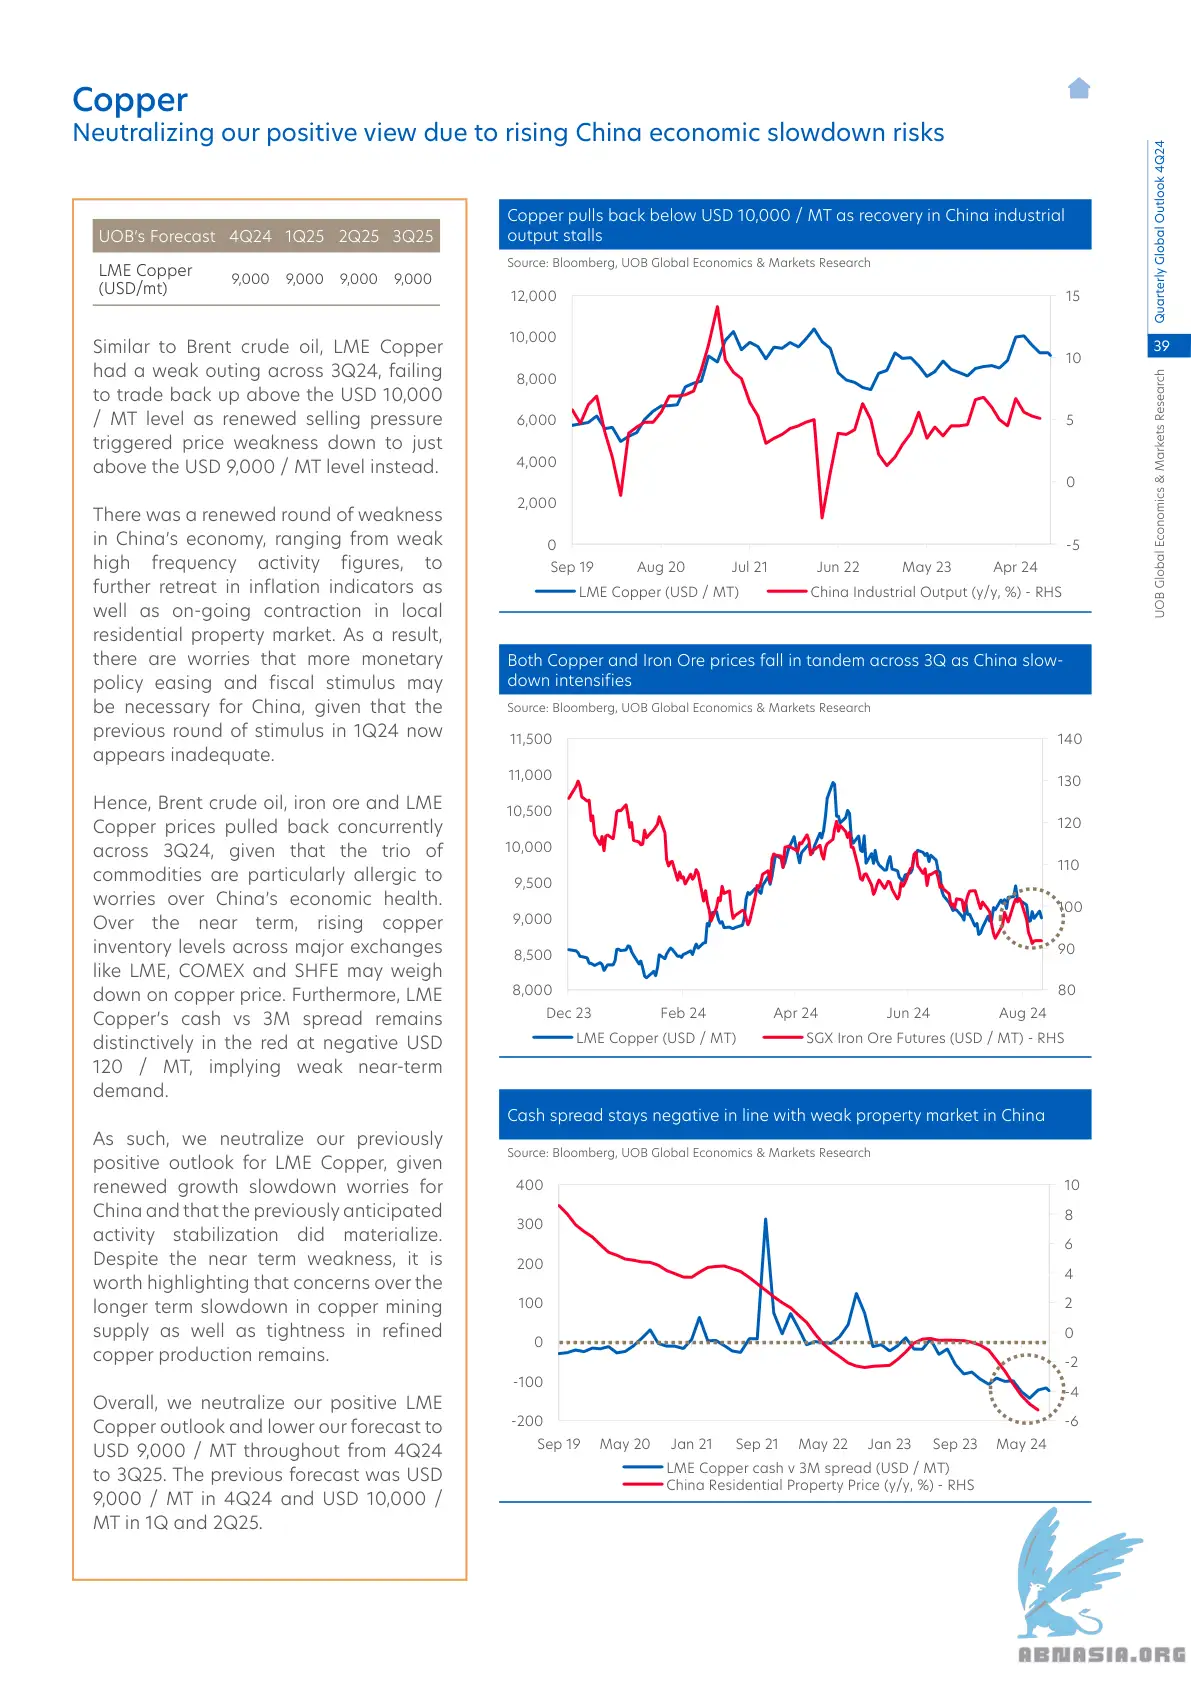 Copper
Neutralizing our positive view due to rising China economic slowdown risks
UOB's Forecast 4Q24 1Q25 2Q25 3Q25
LME Copper
(USD/mt)
9,000 9,000 9,000 9,000
Similar to Brent crude oil, LME Copper
had a weak outing across 3Q24, failing
to trade back up above the USD 10,000
/ MT level as renewed selling pressure
triggered price weakness down to just
above the USD 9,000 / MT level instead.
There was a renewed round of weakness
in China's economy, ranging from weak
high frequency activity figures, to
further retreat in inflation indicators as
well as on-going contraction in local
residential property market. As a result,
there are worries that more monetary
policy easing and fiscal stimulus may
be necessary for China, given that the
previous round of stimulus in 1Q24 now
appears inadequate.
Hence, Brent crude oil, iron ore and LME
Copper prices pulled back concurrently
across 3Q24, given that the trio of
commodities are particularly allergic to
worries over China's economic health.
Over the near term, rising copper
inventory levels across major exchanges
like LME, COMEX and SHFE may weigh
down on copper price. Furthermore, LME
Copper's cash vs 3M spread remains
distinctively in the red at negative USD
120 / MT, implying weak near-term
demand.
As such, we neutralize our previously
positive outlook for LME Copper, given
renewed growth slowdown worries for
China and that the previously anticipated
activity stabilization did materialize.
Despite the near term weakness, it is
worth highlighting that concerns over the
longer term slowdown in copper mining
supply as well as tightness in refined
copper production remains.
Overall, we neutralize our positive LME
Copper outlook and lower our forecast to
USD 9,000 / MT throughout from 4Q24
to 3Q25. The previous forecast was USD
9,000 / MT in 4Q24 and USD 10,000 /
MT in 1Q and 2Q25.
Copper pulls back below USD 10,000 / MT as recovery in China industrial
output stalls
Source: Bloomberg, UOB Global Economics & Markets Research
12,000 15
10,000
10
8,000
6,000 5
4,000
0
2,000
0 -5
Sep 19 Aug 20 Jul 21 Jun 22 May 23 Apr 24
LME Copper (USD / MT) China Industrial Output (y/y, %) - RHS
Both Copper and Iron Ore prices fall in tandem across 3Q as China slow-
down intensifies
Source: Bloomberg, UOB Global Economics & Markets Research
11,500 140
11,000 130
10,500 120
10,000 110
9,500 100
9,000 90
8,500
8,000 80
Dec 23 Feb 24 Apr 24 Jun 24 Aug 24
LME Copper (USD / MT) SGX Iron Ore Futures (USD / MT) - RHS
Cash spread stays negative in line with weak property market in China
Source: Bloomberg, UOB Global Economics & Markets Research
400 10
300 8
6
200 4
100 2
0 0
-2
-100 -4
-200 -6
Sep 19 May 20 Jan 21 Sep 21 May 22 Jan 23 Sep 23 May 24
LME Copper cash v 3M spread (USD / MT)
China Residential Property Price (y/y, %) - RHS
Quarterly Global Outlook 4Q24
39
UOB Global Economics & Markets Research
ABNASIA.ORG